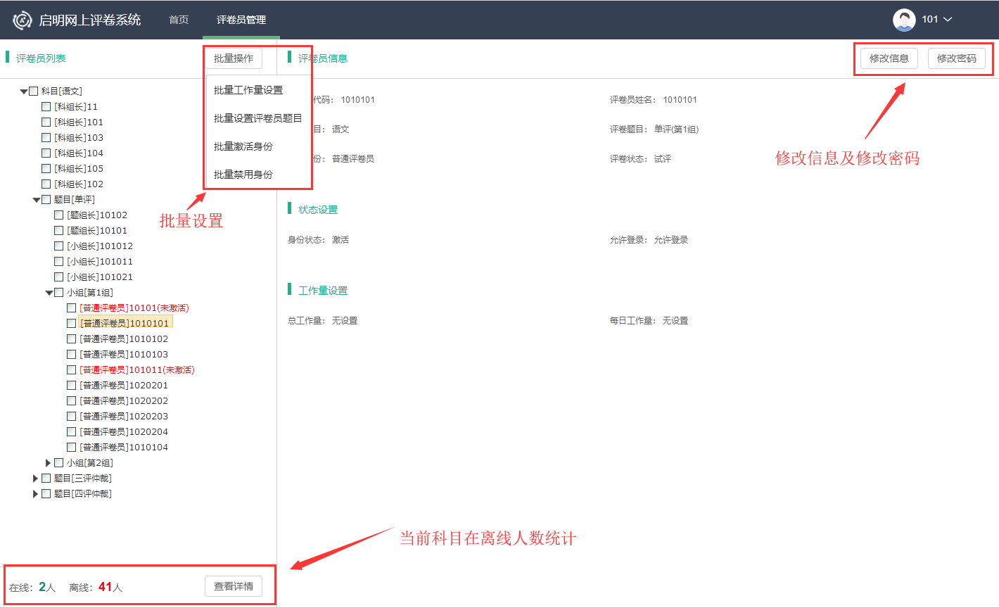 启明网上评卷系统 首页 评卷员管理 101
评卷员列表 批量操作 评卷员信息 修改信息 修改密码
批量工作量设置
批量设置评卷员题目
批量激活身份
批量禁用身份
科目[语文]
[科组长]11
[科组长]101
[科组长]103
[科组长]104
[科组长]105
[科组长]102
题目[单评]
[题组长]10102
[题组长]10101
[小组长]101012
[小组长]101011
[小组长]101021
小组[第1组]
[普通评卷员]10101(未激活)
[普通评卷员]1010101
[普通评卷员]1010102
[普通评卷员]1010103
[普通评卷员]101011(未激活)
[普通评卷员]1020201
[普通评卷员]1020202
[普通评卷员]1020203
[普通评卷员]1020204
[普通评卷员]1010104
小组[第2组]
题目[三评仲裁]
题目[四评仲裁]
批量设置
代码: 1010101 评卷员姓名: 1010101
目: 语文 评卷题目: 单评(第1组)
份: 普通评卷员 评卷状态: 试评
修改信息及修改密码
状态设置
身份状态: 激活 允许登录: 允许登录
工作量设置
总工作量: 无设置 每日工作量: 无设置
当前科目在离线人数统计
在线: 2人 离线: 41人 查看详情